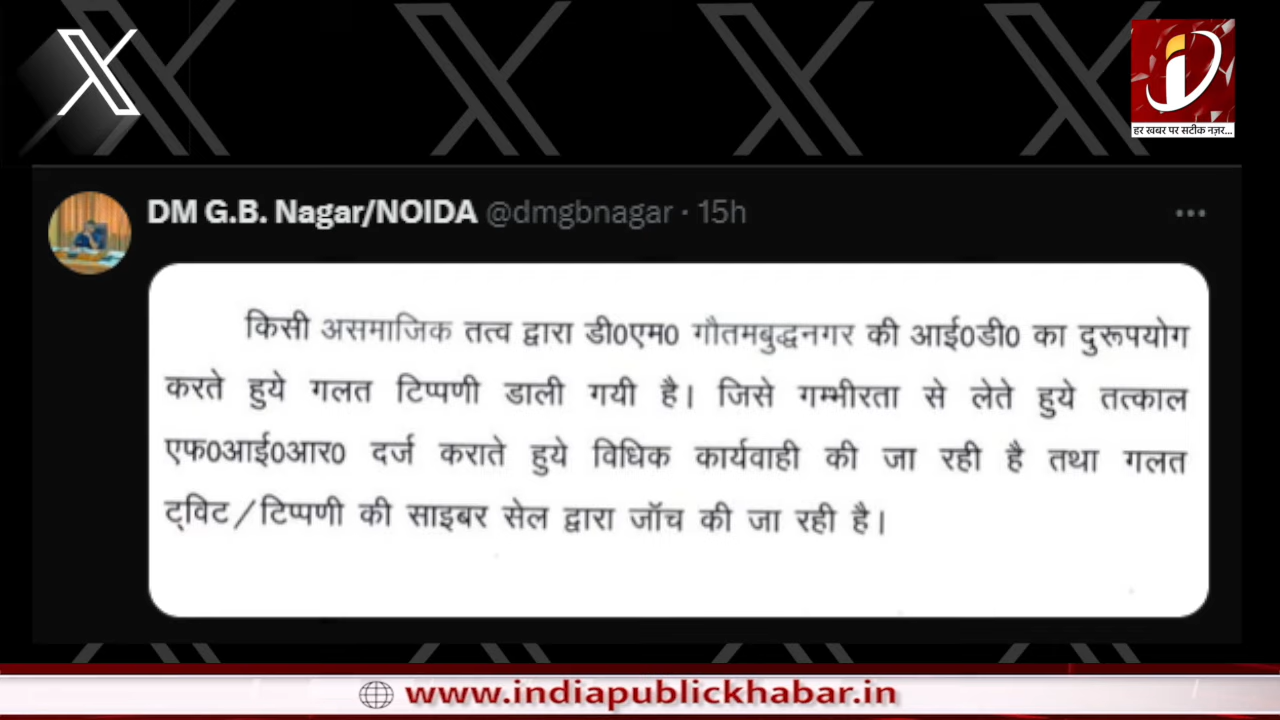 हर खबर पर सटीक नज़र...
DM G.B. Nagar/NOIDA @dmgbnagar · 15h
किसी असमाजिक तत्व द्वारा डी0एम0 गौतमबुद्धनगर की आई0डी0 का दुरूपयोग
करते हुये गलत टिप्पणी डाली गयी है। जिसे गम्भीरता से लेते हुये तत्काल
एफ0आई0आर0 दर्ज कराते हुये विधिक कार्यवाही की जा रही है तथा गलत
ट्विट/टिप्पणी की साइबर सेल द्वारा जॉच की जा रही है।
www.indiapublickhabar.in